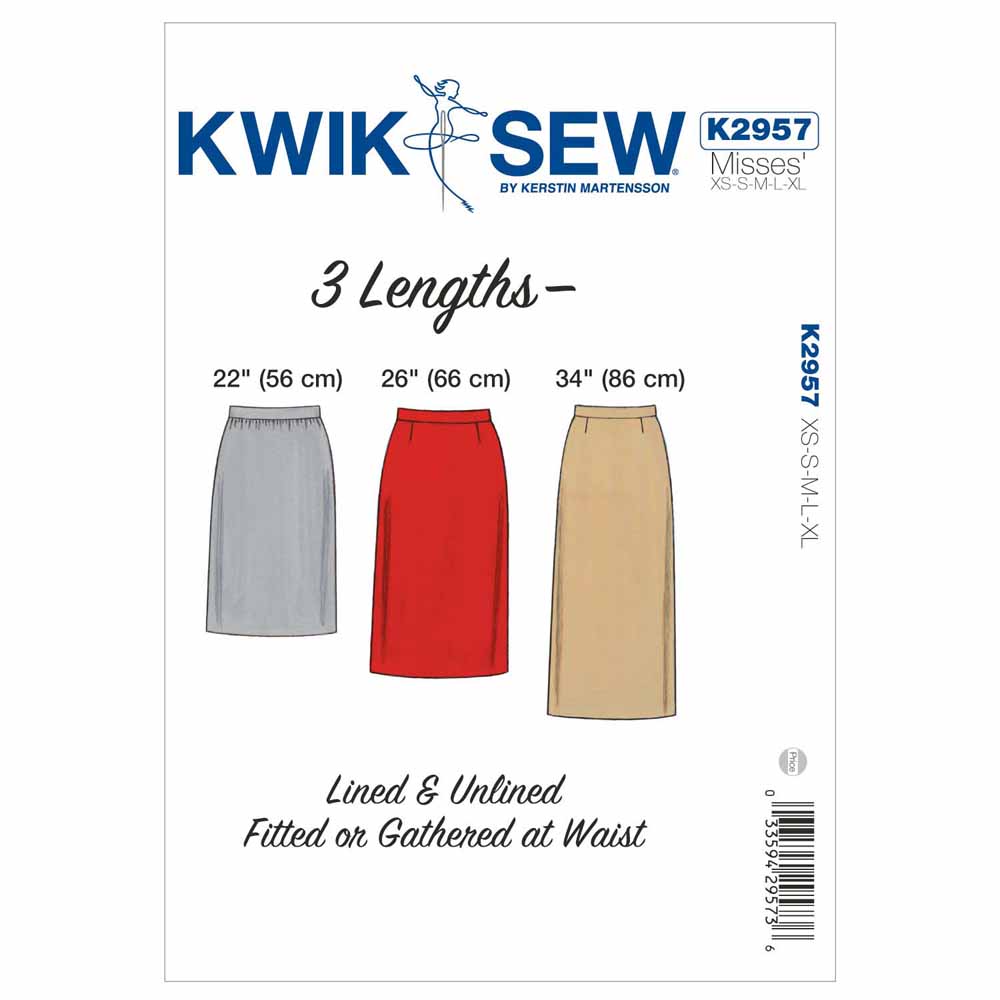 KWIK SEW®
BY KERSTIN MARTENSSON
K2957
Misses'
XS-S-M-L-XL
3 Lengths–
22" (56 cm) 26" (66 cm) 34" (86 cm)
K2957 XS-S-M-L-XL
Lined & Unlined
Fitted or Gathered at Waist
Price
0 33594 29573 6